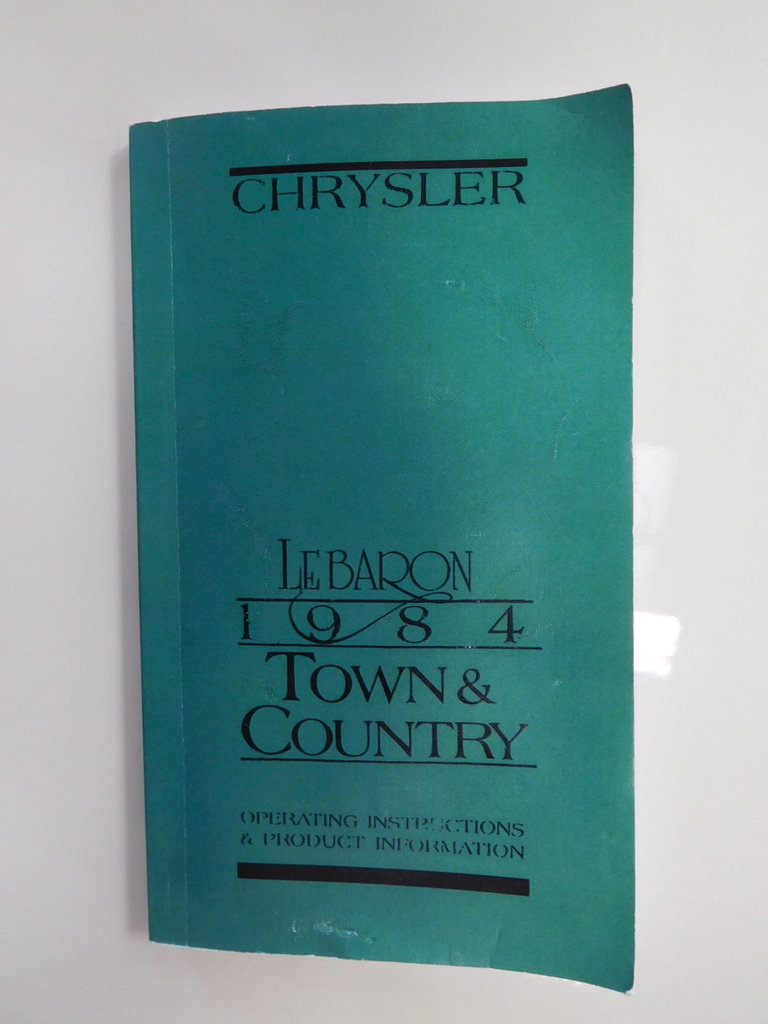 CHRYSLER
LEBARON
1984
TOWN &
COUNTRY
OPERATING INSTRUCTIONS
& PRODUCT INFORMATION